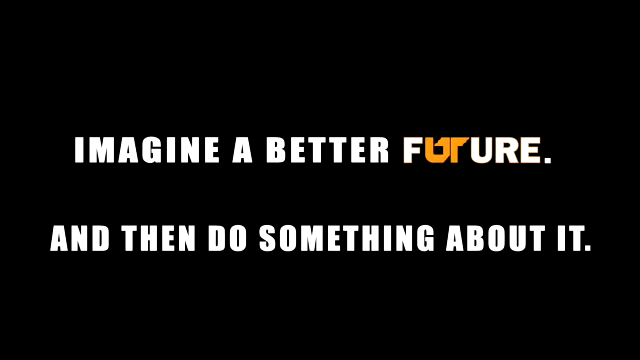 IMAGINE A BETTER FUTURE.
AND THEN DO SOMETHING ABOUT IT.